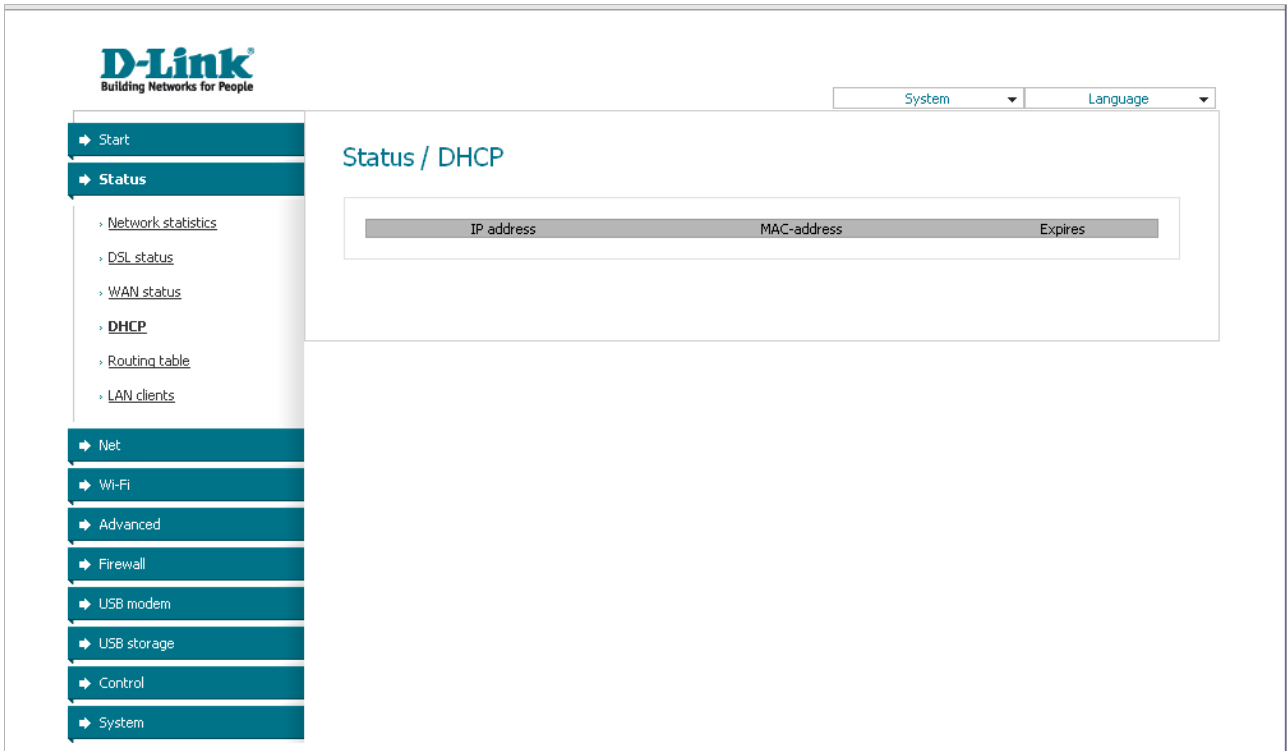 D-Link
Building Networks for People
System Language
Start
Status
Network statistics
DSL status
WAN status
DHCP
Routing table
LAN clients
Net
Wi-Fi
Advanced
Firewall
USB modem
USB storage
Control
System
Status / DHCP
IP address MAC-address Expires